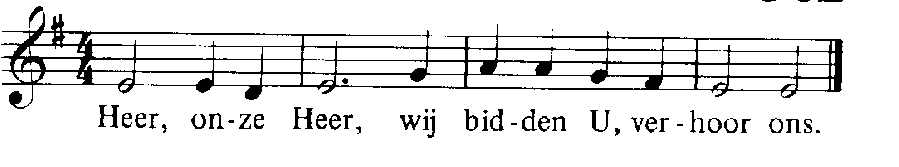 Heer, on-ze Heer, wij bid-den U, ver-hoor ons.